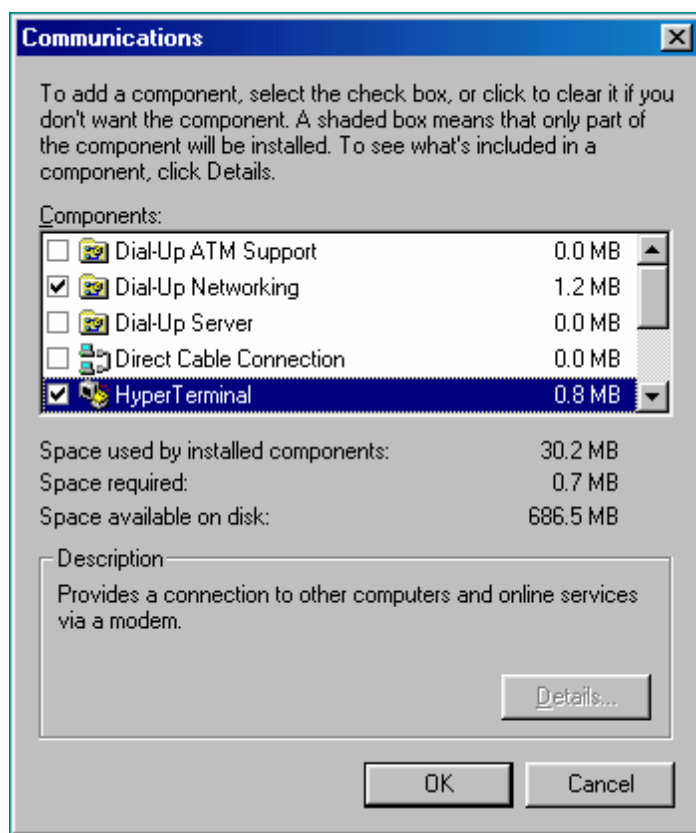 Communications
To add a component, select the check box, or click to clear it if you
don't want the component. A shaded box means that only part of
the component will be installed. To see what's included in a
component, click Details.
Components:
Dial-Up ATM Support 0.0 MB
Dial-Up Networking 1.2 MB
Dial-Up Server 0.0 MB
Direct Cable Connection 0.0 MB
HyperTerminal 0.8 MB
Space used by installed components: 30.2 MB
Space required: 0.7 MB
Space available on disk: 686.5 MB
Description
Provides a connection to other computers and online services
via a modem.
Details...
OK Cancel